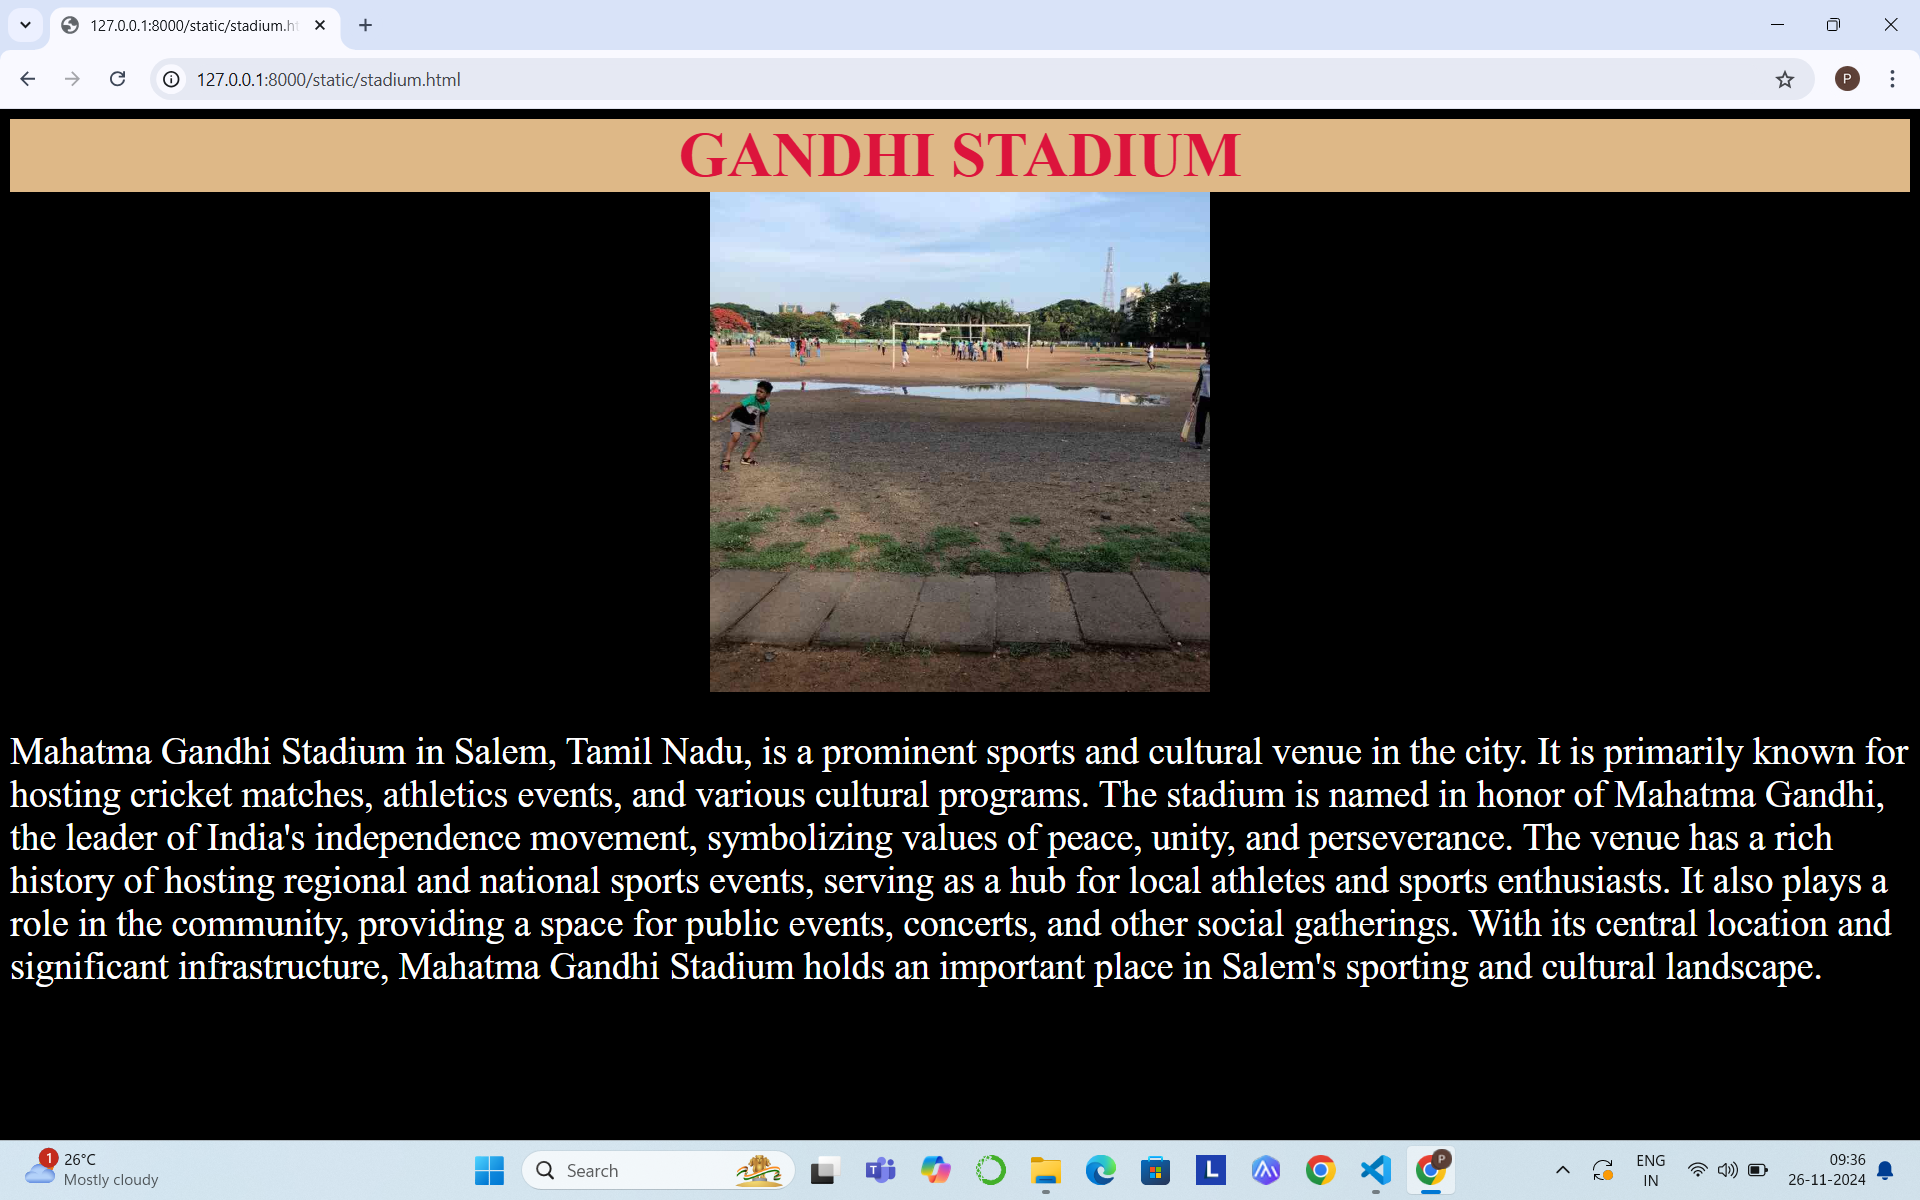 127.0.0.1:8000/static/stadium.ht
127.0.0.1:8000/static/stadium.html
P
GANDHI STADIUM
Mahatma Gandhi Stadium in Salem, Tamil Nadu, is a prominent sports and cultural venue in the city. It is primarily known for
hosting cricket matches, athletics events, and various cultural programs. The stadium is named in honor of Mahatma Gandhi,
the leader of India's independence movement, symbolizing values of peace, unity, and perseverance. The venue has a rich
history of hosting regional and national sports events, serving as a hub for local athletes and sports enthusiasts. It also plays a
role in the community, providing a space for public events, concerts, and other social gatherings. With its central location and
significant infrastructure, Mahatma Gandhi Stadium holds an important place in Salem's sporting and cultural landscape.
1
26°C
Mostly cloudy
Search
L
P
ENG
IN
09:36
26-11-2024